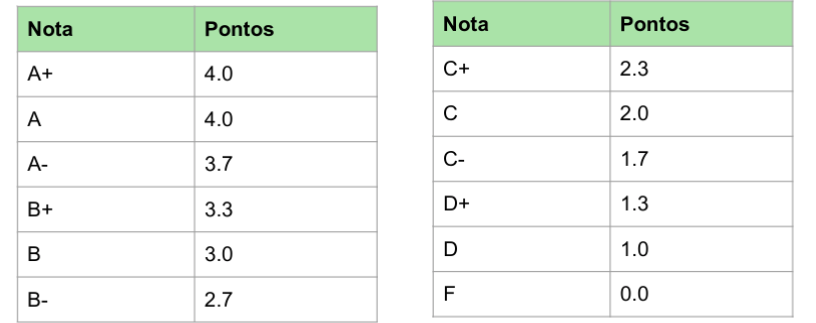 Nota Pontos
A+ 4.0
A 4.0
A- 3.7
B+ 3.3
B 3.0
B- 2.7
Nota Pontos
C+ 2.3
C 2.0
C- 1.7
D+ 1.3
D 1.0
F 0.0